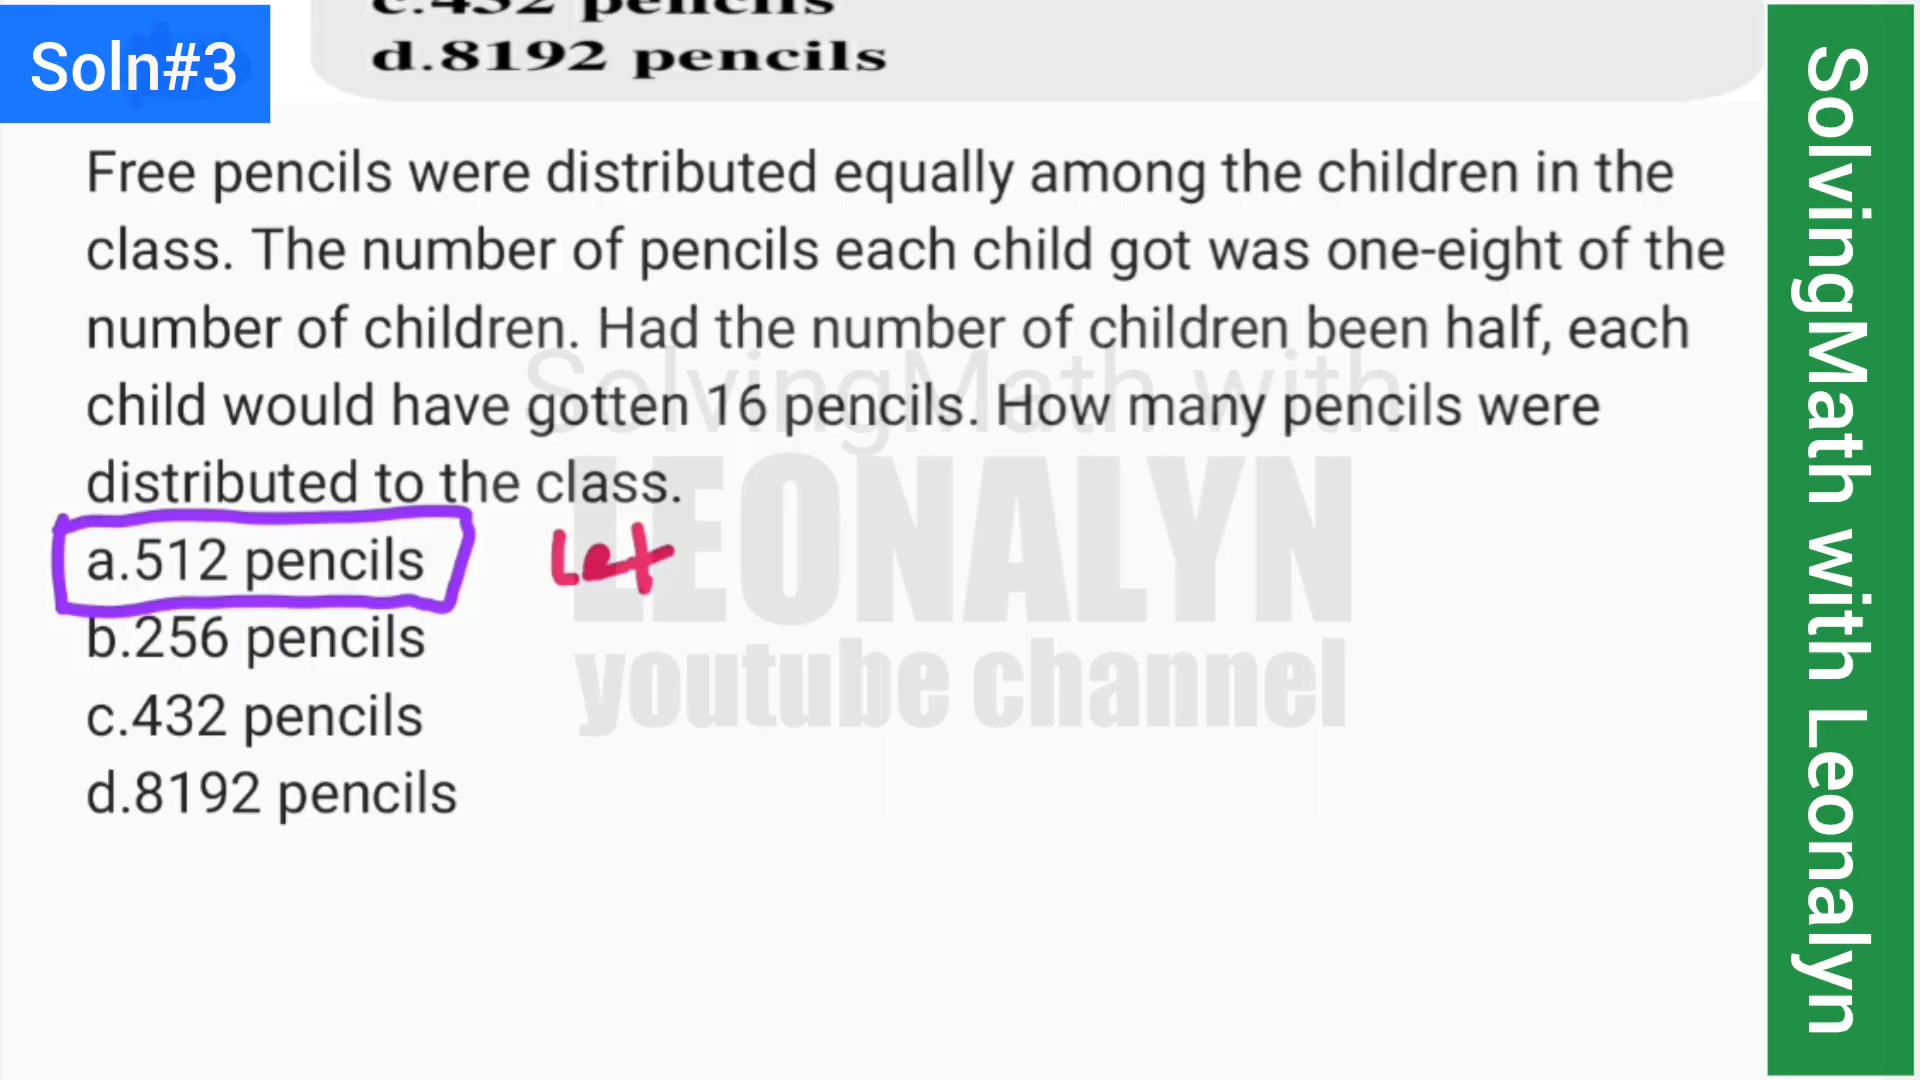 c.432 pencils
d.8192 pencils
Soln#3
Free pencils were distributed equally among the children in the
class. The number of pencils each child got was one-eight of the
number of children. Had the number of children been half, each
child would have gotten 16 pencils. How many pencils were
distributed to the class.
a.512 pencils
Let
b.256 pencils
c.432 pencils
d.8192 pencils
SolvingMath with
LEONALYN
youtube channel
SolvingMath with Leonalyn